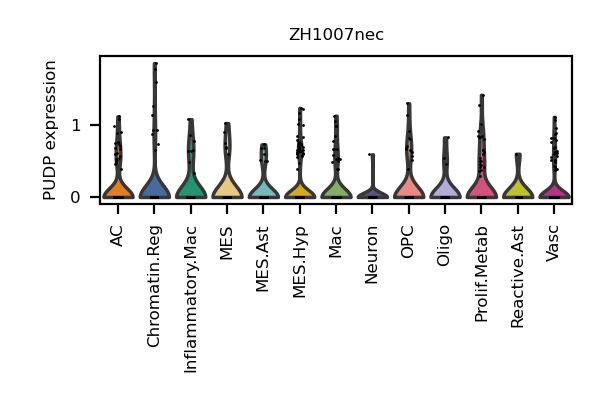 ZH1007nec
PUDP expression
1
0
AC
Chromatin.Reg
Inflammatory.Mac
MES
MES.Ast
MES.Hyp
Mac
Neuron
OPC
Oligo
Prolif.Metab
Reactive.Ast
Vasc